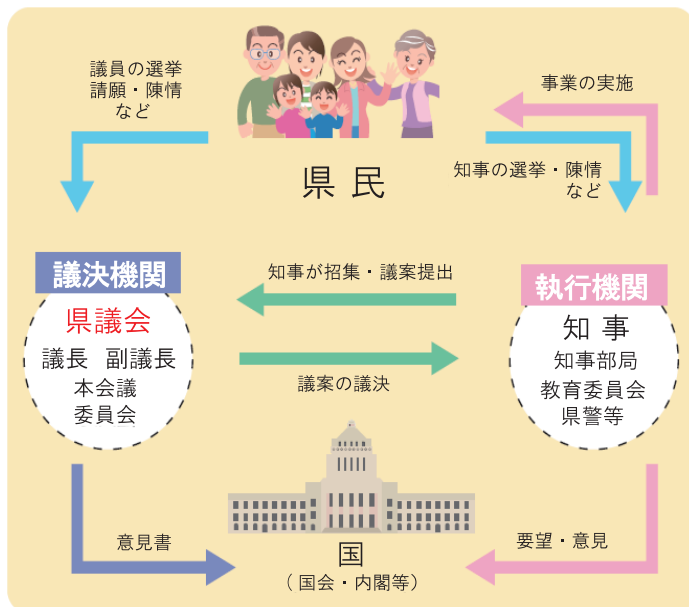 議員の選挙
請願・陳情
など
事業の実施
県民
知事の選挙・陳情
など
議決機関
県議会
議長 副議長
本会議
委員会
知事が招集・議案提出
議案の議決
執行機関
知事
知事部局
教育委員会
県警等
意見書
国
（国会・内閣等）
要望・意見